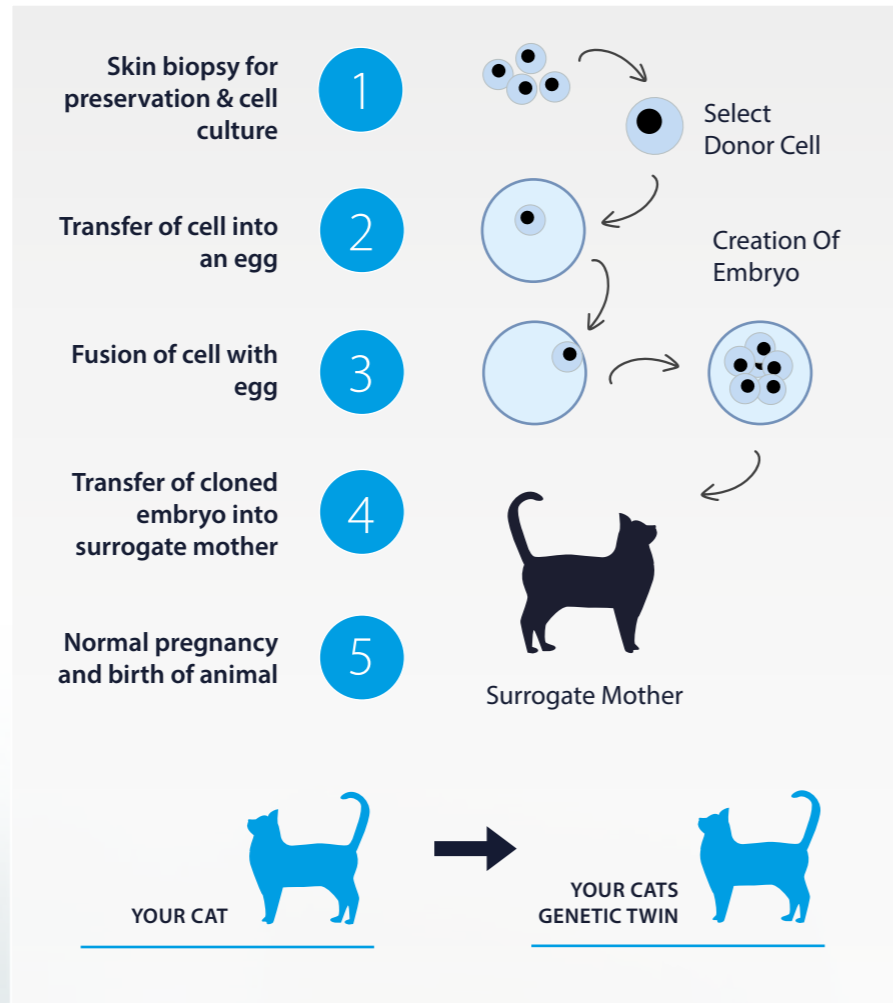 Skin biopsy for
preservation & cell
culture
1
Select
Donor Cell
Transfer of cell into
an egg
2
Creation Of
Embryo
Fusion of cell with
egg
3
Transfer of cloned
embryo into
surrogate mother
4
Normal pregnancy
and birth of animal
5
Surrogate Mother
YOUR CAT
YOUR CATS
GENETIC TWIN